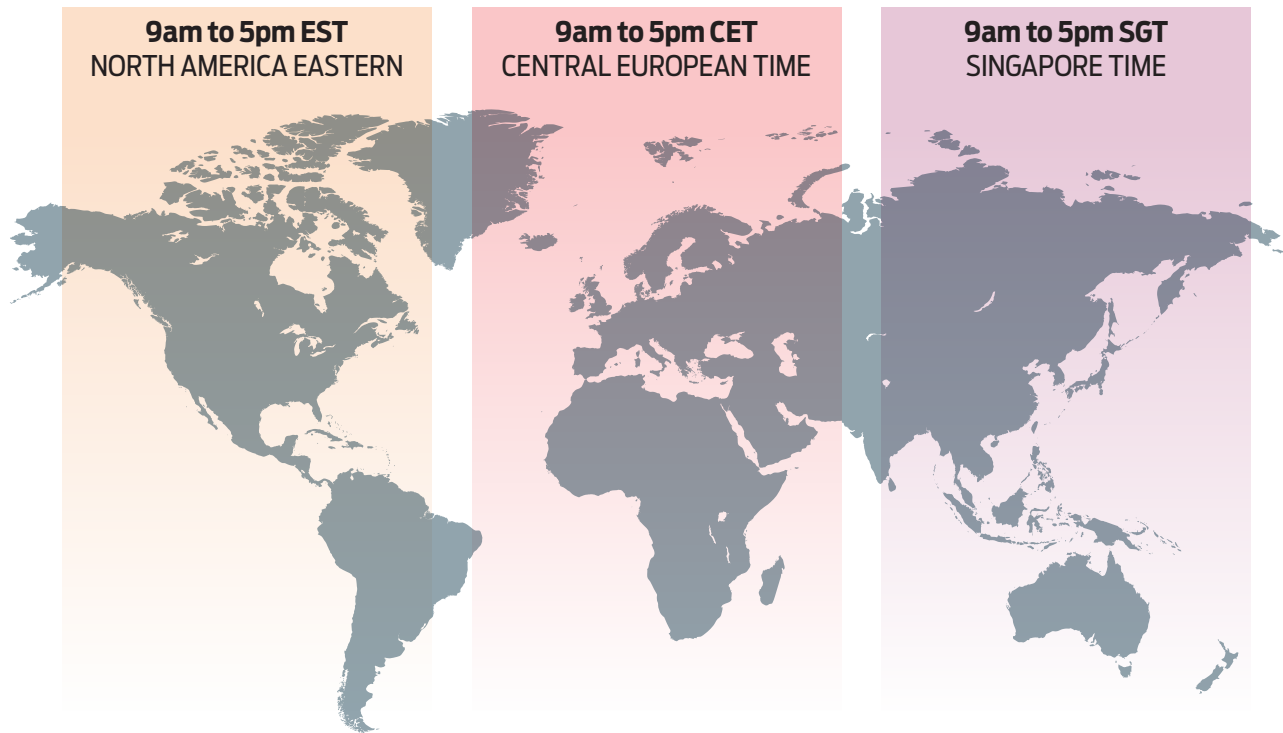 9am to 5pm EST
NORTH AMERICA EASTERN
9am to 5pm CET
CENTRAL EUROPEAN TIME
9am to 5pm SGT
SINGAPORE TIME